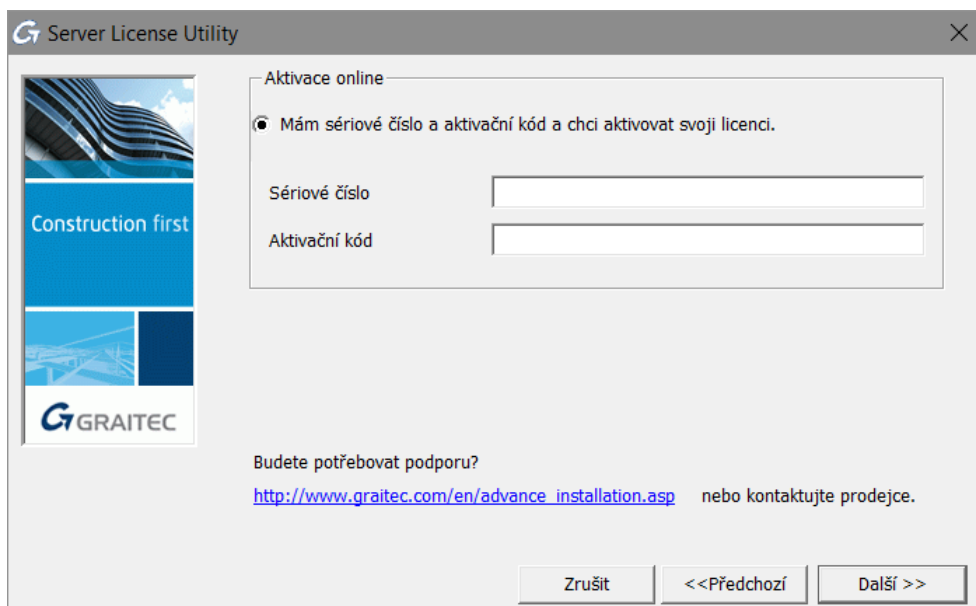 Server License Utility
Aktivace online
Mám sériové číslo a aktivační kód a chci aktivovat svoji licenci.
Sériové číslo
Aktivační kód
Construction first
GRAITEC
Budete potřebovat podporu?
http://www.graitec.com/en/advance_installation.asp nebo kontaktujte prodejce.
Zrušit <<Předchozí Další >>